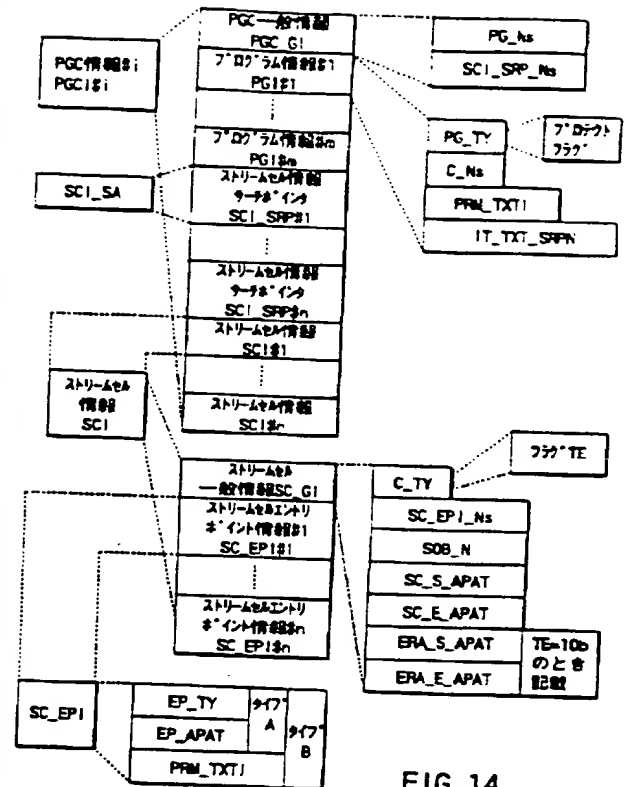 PGC情報#i
PGCI#i
PGC一般情報
PGC_GI
プログラム情報#1
PGI#1
プログラム情報#m
PGI#m
ストリームセル情報
サーチポインタ
SCI_SRP#1
ストリームセル情報
サーチポインタ
SCI_SRP#n
ストリームセル情報
SCI#1
ストリームセル情報
SCI#n
PG_Ns
SCI_SRP_Ns
PG_TY
プロテクト
フラグ
C_Ns
PRM_TXTI
IT_TXT_SRPN
SCI_SA
ストリームセル
情報
SCI
ストリームセル
一般情報SC_GI
ストリームセルエントリ
ポイント情報#1
SC_EPI#1
ストリームセルエントリ
ポイント情報#n
SC_EPI#n
フラグTE
C_TY
SC_EPI_Ns
SOB_N
SC_S_APAT
SC_E_APAT
ERA_S_APAT
ERA_E_APAT
TE=10b
のとき
記載
SC_EPI
EP_TY
EP_APAT
PRM_TXTI
タイプ
A
タイプ
B
FIG. 14